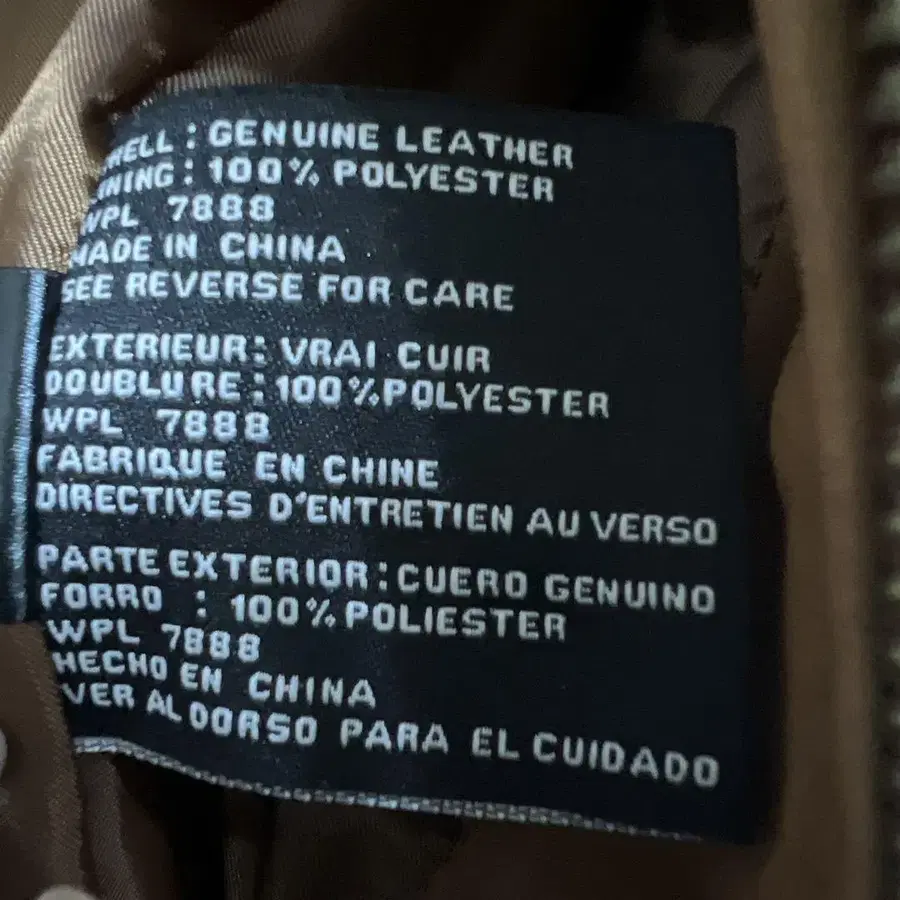 SHELL : GENUINE LEATHER
LINING : 100% POLYESTER
WPL 7888
MADE IN CHINA
SEE REVERSE FOR CARE
EXTERIEUR : VRAI CUIR
DOUBLURE : 100%POLYESTER
WPL 7888
FABRIQUE EN CHINE
DIRECTIVES D'ENTRETIEN AU VERSO
PARTE EXTERIOR : CUERO GENUINO
FORRO : 100% POLIESTER
WPL 7888
HECHO EN CHINA
VER AL DORSO PARA EL CUIDADO